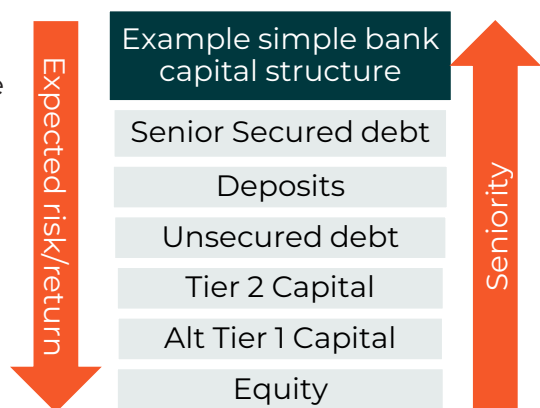 Example simple bank
capital structure
e
Expected risk/return
Senior Secured debt
Deposits
Unsecured debt
Tier 2 Capital
Alt Tier 1 Capital
Equity
Seniority